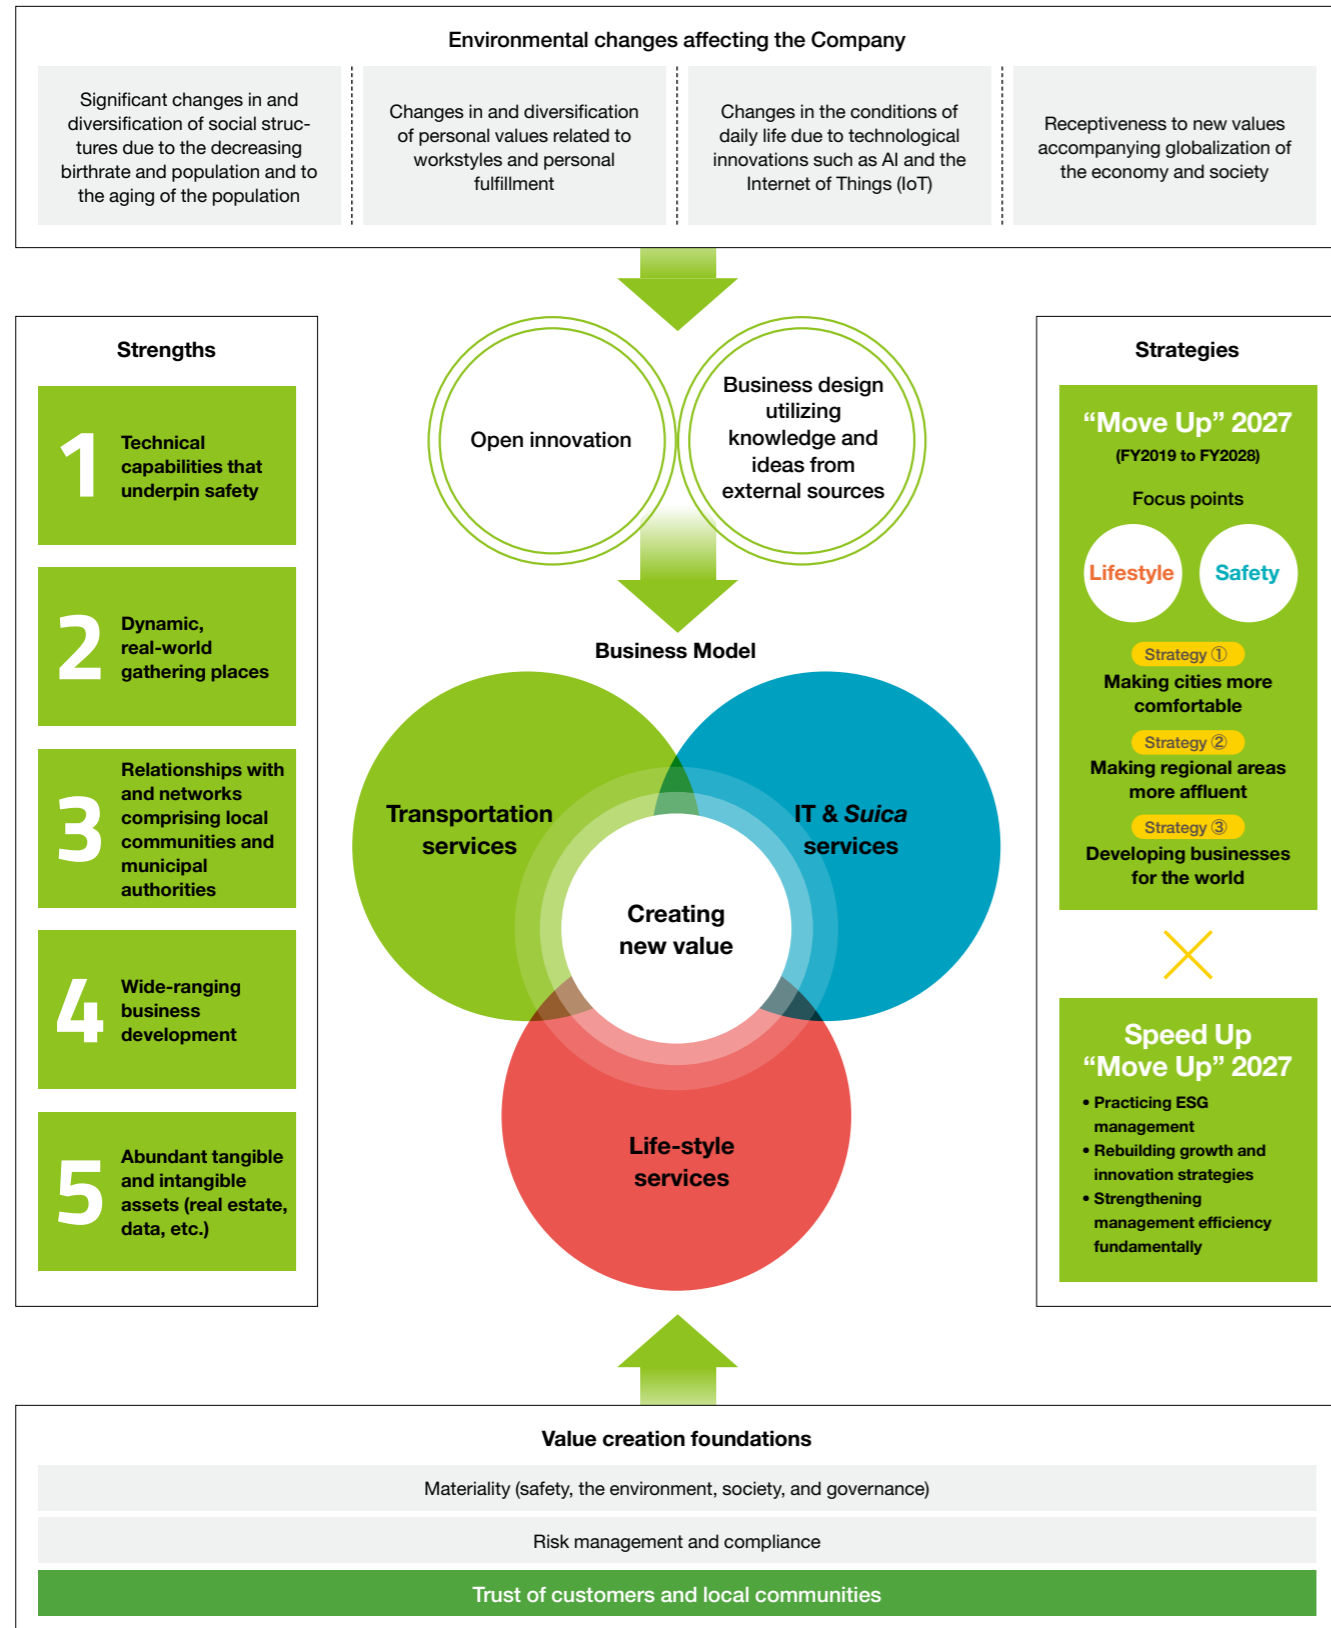 Environmental changes affecting the Company
Significant changes in and
diversification of social struc-
tures due to the decreasing
birthrate and population and to
the aging of the population
Changes in and diversification
of personal values related to
workstyles and personal
fulfillment
Changes in the conditions of
daily life due to technological
innovations such as AI and the
Internet of Things (IoT)
Receptiveness to new values
accompanying globalization of
the economy and society
Strengths
1
Technical
capabilities that
underpin safety
2
Dynamic,
real-world
gathering places
3
Relationships with
and networks
comprising local
communities and
municipal
authorities
4
Wide-ranging
business
development
5
Abundant tangible
and intangible
assets (real estate,
data, etc.)
Open innovation
Business design
utilizing
knowledge and
ideas from
external sources
Business Model
Transportation
services
IT & Suica
services
Creating
new value
Life-style
services
Strategies
“Move Up” 2027
(FY2019 to FY2028)
Focus points
Lifestyle
Safety
Strategy ①
Making cities more
comfortable
Strategy ②
Making regional areas
more affluent
Strategy ③
Developing businesses
for the world
Speed Up
“Move Up” 2027
• Practicing ESG
management
• Rebuilding growth and
innovation strategies
• Strengthening
management efficiency
fundamentally
Value creation foundations
Materiality (safety, the environment, society, and governance)
Risk management and compliance
Trust of customers and local communities